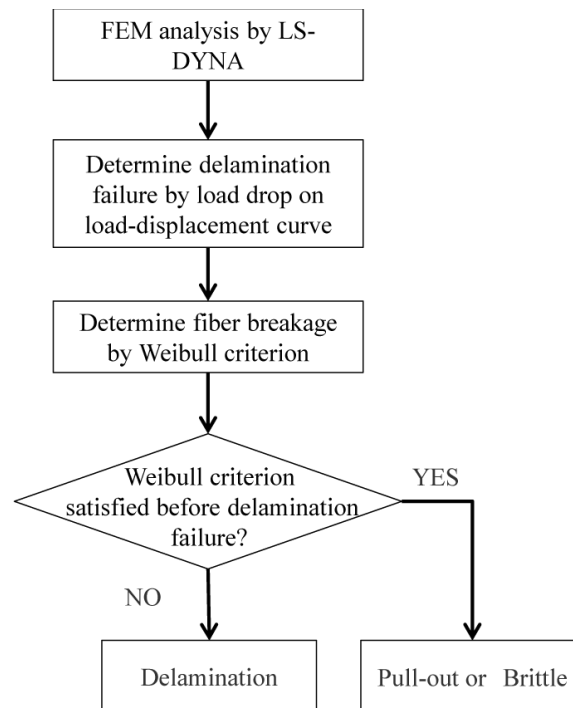 FEM analysis by LS-
DYNA
Determine delamination
failure by load drop on
load-displacement curve
Determine fiber breakage
by Weibull criterion
Weibull criterion
satisfied before delamination
failure?
YES
NO
Delamination
Pull-out or Brittle